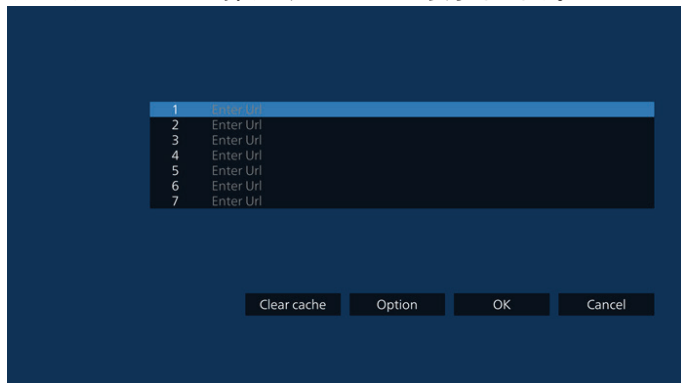 1 Enter Url
2 Enter Url
3 Enter Url
4 Enter Url
5 Enter Url
6 Enter Url
7 Enter Url
Clear cache Option OK Cancel